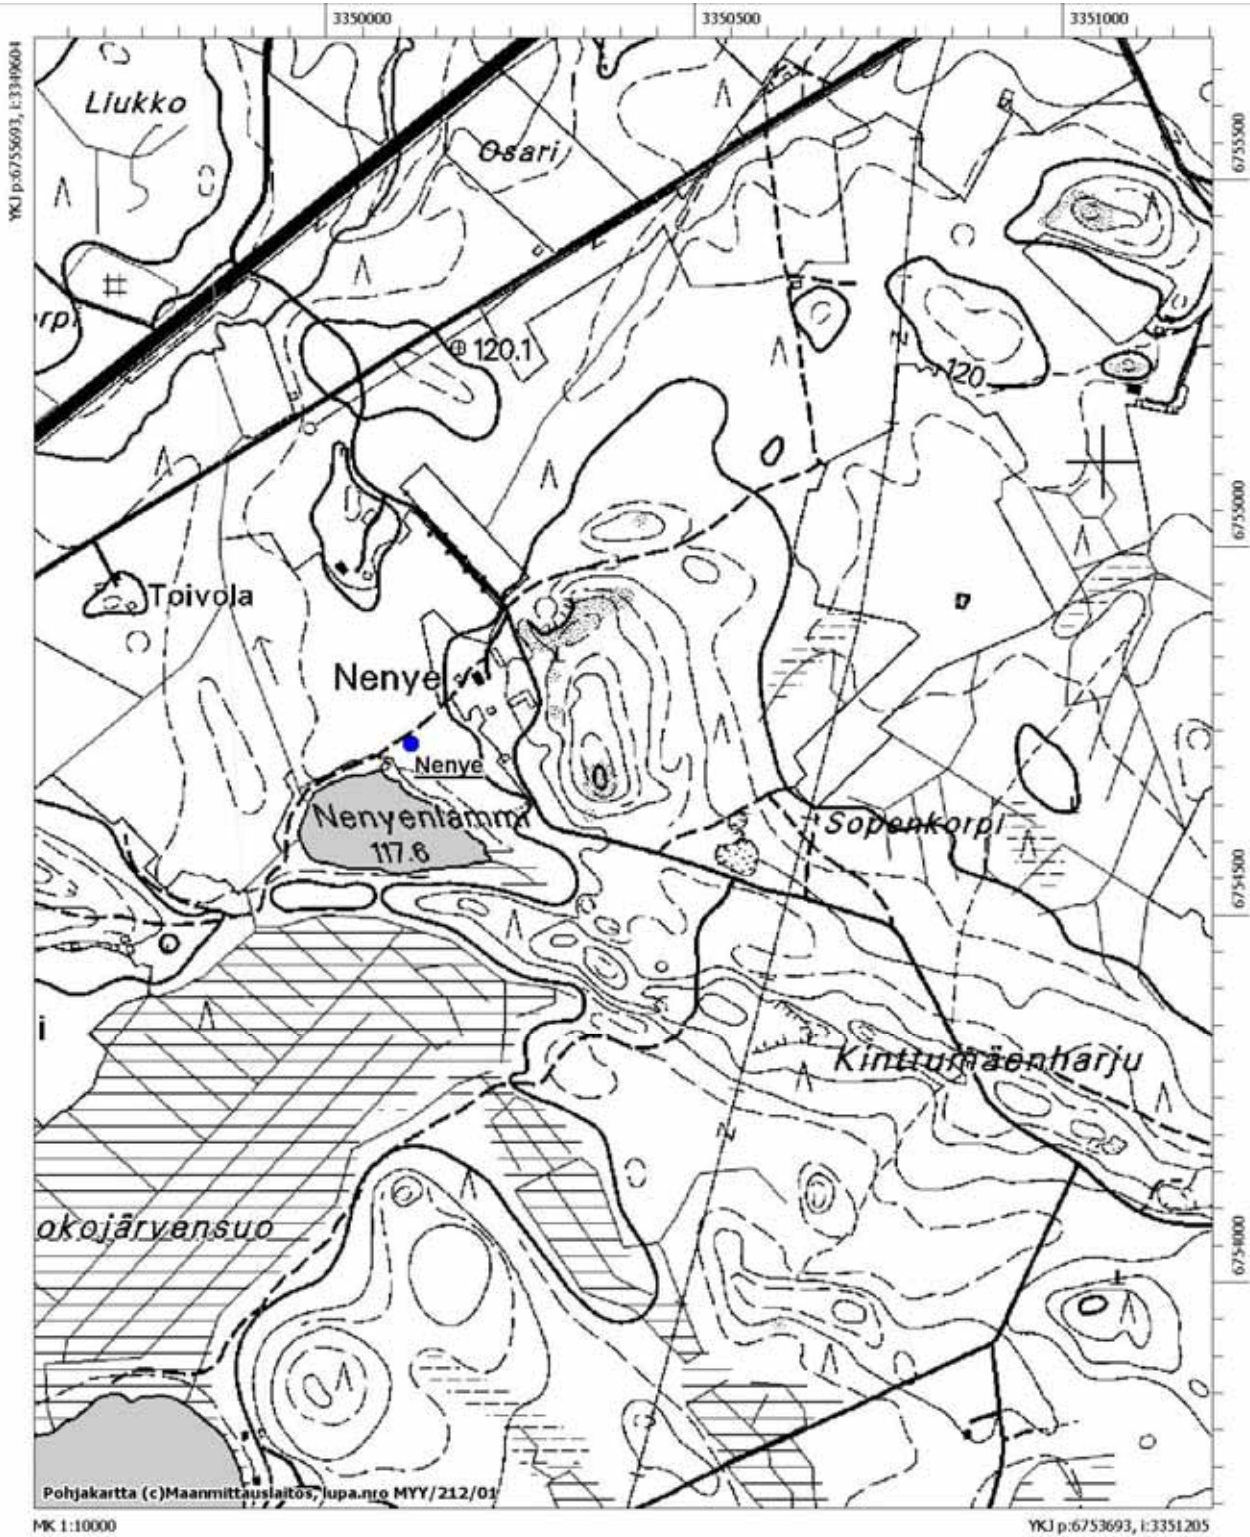 3350000
3350500
3351000
YKJ p:6755693, i:3349604
Liukko
Osari
6755500
orpi
120.1
120
6755000
Toivola
Nenye
Nenye
Nenyenlammi
117.6
Sopenkorpi
6754500
i
Kinttumäenharju
okojärvensuo
6754000
Pohjakartta (c)Maanmittauslaitos, lupa.nro MYY/212/01
MK 1:10000
YKJ p:6753693, i:3351205